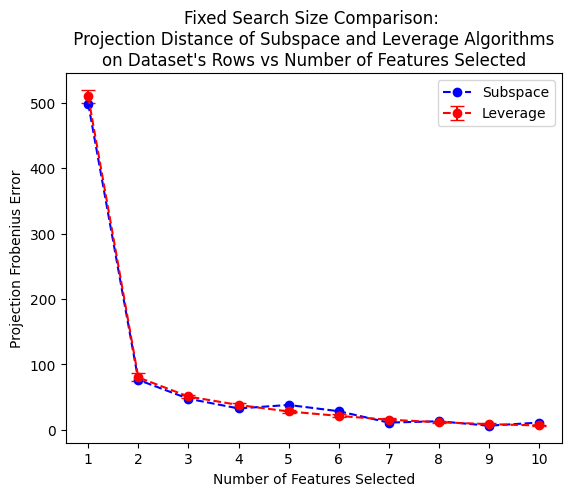 Fixed Search Size Comparison:
Projection Distance of Subspace and Leverage Algorithms
on Dataset's Rows vs Number of Features Selected
Subspace
Leverage
500
400
300
200
100
0
Projection Frobenius Error
1 2 3 4 5 6 7 8 9 10
Number of Features Selected